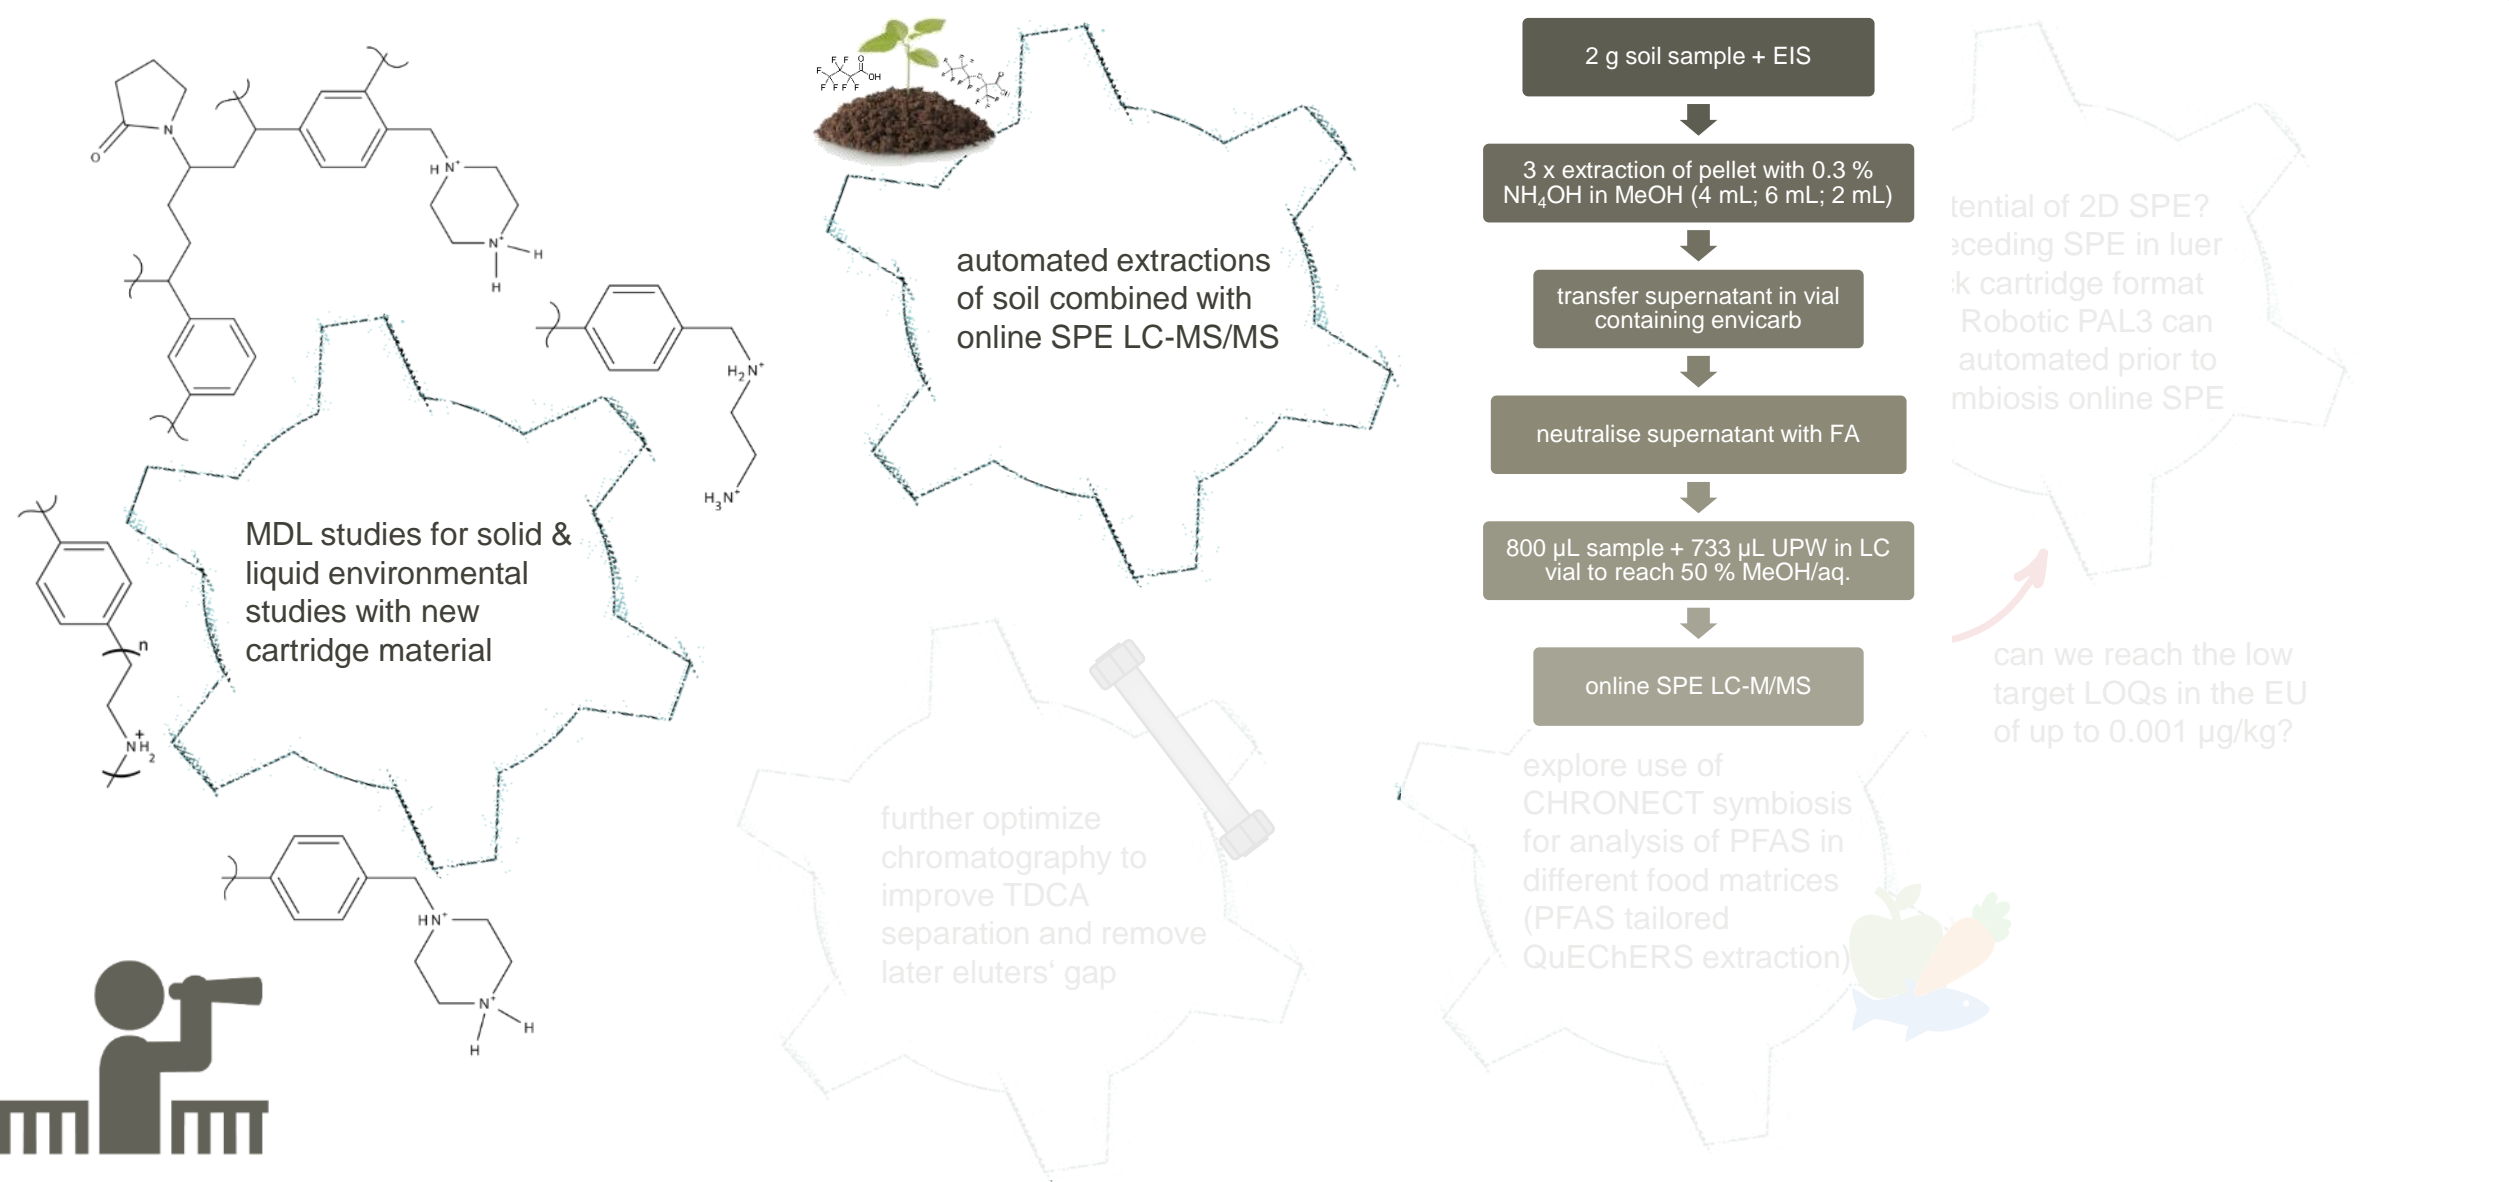 MDL studies for solid &
liquid environmental
studies with new
cartridge material
automated extractions
of soil combined with
online SPE LC-MS/MS
2 g soil sample + EIS
3 x extraction of pellet with 0.3 %
NH₄OH in MeOH (4 mL; 6 mL; 2 mL)
transfer supernatant in vial
containing envicarb
neutralise supernatant with FA
800 µL sample + 733 µL UPW in LC
vial to reach 50 % MeOH/aq.
online SPE LC-M/MS
further optimize
chromatography to
improve TDCA
separation and remove
later eluters‘ gap
explore use of
CHRONECT symbiosis
for analysis of PFAS in
different food matrices
(PFAS tailored
QuEChERS extraction)
tential of 2D SPE?
eceding SPE in luer
k cartridge format
Robotic PAL3 can
automated prior to
mbiosis online SPE
can we reach the low
target LOQs in the EU
of up to 0.001 µg/kg?
O
N
H N⁺
N⁺
H
H
H₂N⁺
H₃N⁺
n
NH₂
+
HN⁺
N⁺
H
H